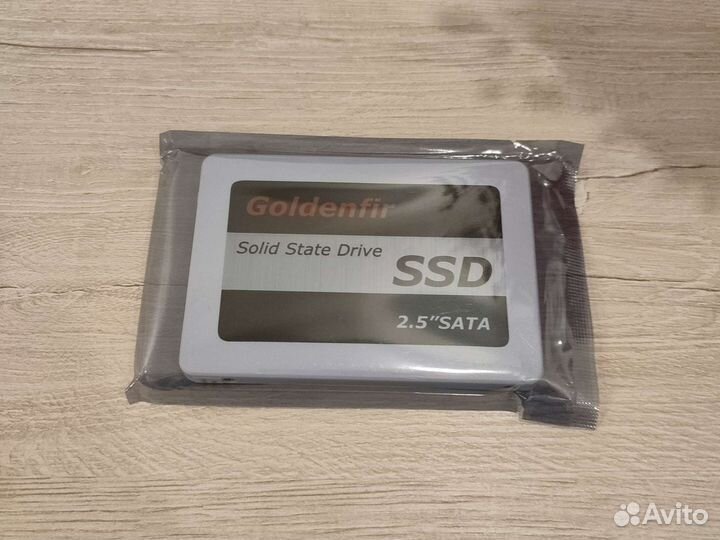 Goldenfir
Solid State Drive
SSD
2.5"SATA
Avito